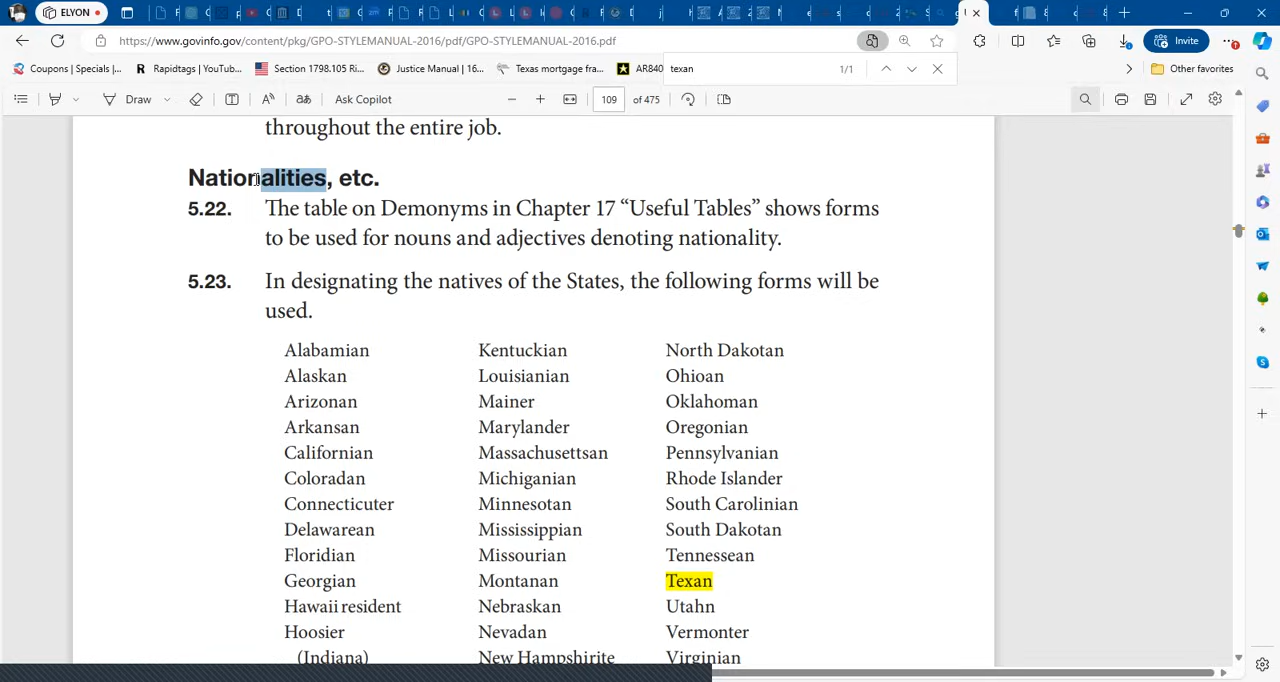 ELYON
https://www.govinfo.gov/content/pkg/GPO-STYLEMANUAL-2016/pdf/GPO-STYLEMANUAL-2016.pdf
Invite
Coupons | Specials |...
Rapidtags | YouTub...
Section 1798.105 Ri...
Justice Manual | 16...
Texas mortgage fra...
AR840
texan
1/1
Other favorites
Draw
Ask Copilot
109 of 475
throughout the entire job.
Nationalities, etc.
5.22. The table on Demonyms in Chapter 17 “Useful Tables” shows forms
to be used for nouns and adjectives denoting nationality.
5.23. In designating the natives of the States, the following forms will be
used.
Alabamian
Alaskan
Arizonan
Arkansan
Californian
Coloradan
Connecticuter
Delawarean
Floridian
Georgian
Hawaii resident
Hoosier
(Indiana)
Kentuckian
Louisianian
Mainer
Marylander
Massachusettsan
Michiganian
Minnesotan
Mississippian
Missourian
Montanan
Nebraskan
Nevadan
New Hampshirite
North Dakotan
Ohioan
Oklahoman
Oregonian
Pennsylvanian
Rhode Islander
South Carolinian
South Dakotan
Tennessean
Texan
Utahn
Vermonter
Virginian